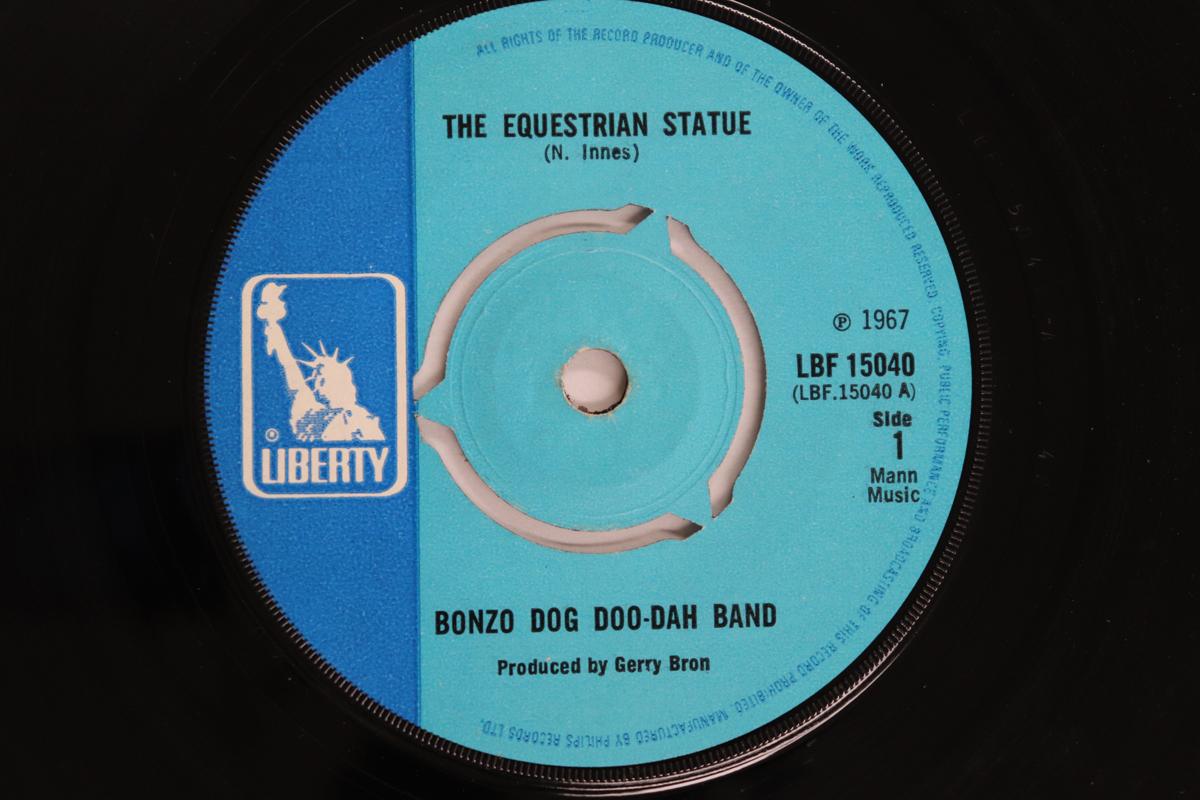 ALL RIGHTS OF THE RECORD PRODUCER AND OF THE OWNER OF THE WORK REPRODUCED RESERVED. COPYING, PUBLIC PERFORMANCE AND BROADCASTING OF THIS RECORD PROHIBITED. MANUFACTURED BY PHILIPS RECORDS LTD.
THE EQUESTRIAN STATUE
(N. Innes)
℗ 1967
LBF 15040
(LBF.15040 A)
Side
1
Mann
Music
® LIBERTY
BONZO DOG DOO-DAH BAND
Produced by Gerry Bron